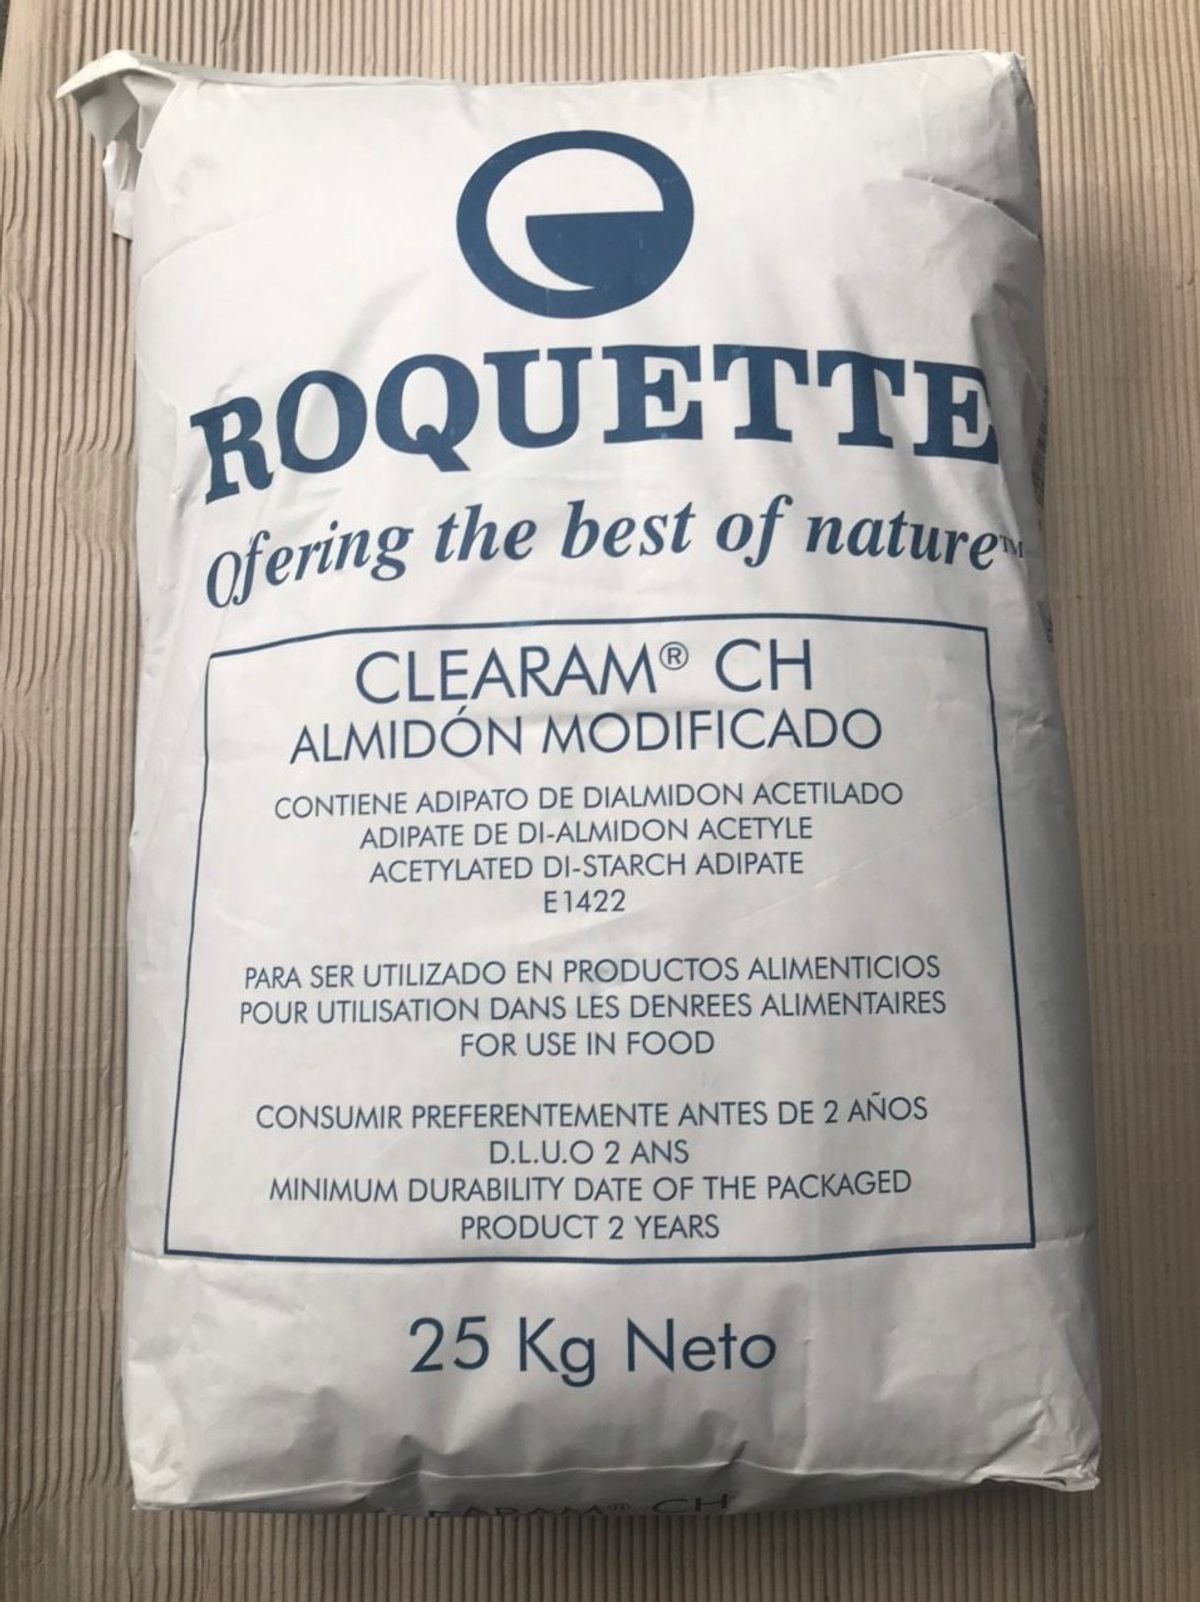 ROQUETTE
Offering the best of nature™
CLEARAM® CH
ALMIDÓN MODIFICADO
CONTIENE ADIPATO DE DIALMIDON ACETILADO
ADIPATE DE DI-ALMIDON ACETYLE
ACETYLATED DI-STARCH ADIPATE
E1422
PARA SER UTILIZADO EN PRODUCTOS ALIMENTICIOS
POUR UTILISATION DANS LES DENREES ALIMENTAIRES
FOR USE IN FOOD
CONSUMIR PREFERENTEMENTE ANTES DE 2 AÑOS
D.L.U.O 2 ANS
MINIMUM DURABILITY DATE OF THE PACKAGED
PRODUCT 2 YEARS
25 Kg Neto
CH